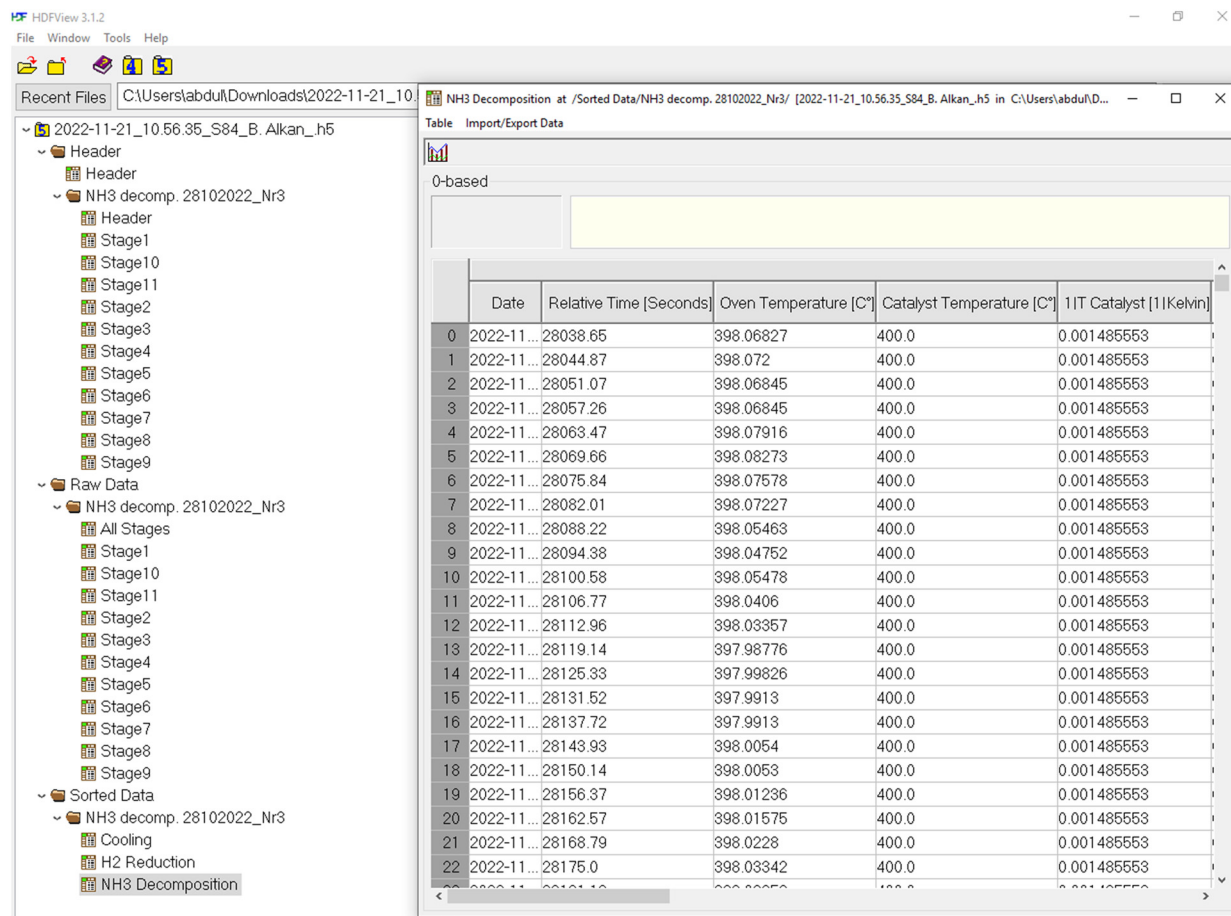 HDF HDFView 3.1.2
File Window Tools Help
4 5
Recent Files C:\Users\abdul\Downloads\2022-11-21_10.
5 2022-11-21_10.56.35_S84_B. Alkan_.h5
Header
Header
NH3 decomp. 28102022_Nr3
Header
Stage1
Stage10
Stage11
Stage2
Stage3
Stage4
Stage5
Stage6
Stage7
Stage8
Stage9
Raw Data
NH3 decomp. 28102022_Nr3
All Stages
Stage1
Stage10
Stage11
Stage2
Stage3
Stage4
Stage5
Stage6
Stage7
Stage8
Stage9
Sorted Data
NH3 decomp. 28102022_Nr3
Cooling
H2 Reduction
NH3 Decomposition
NH3 Decomposition at /Sorted Data/NH3 decomp. 28102022_Nr3/ [2022-11-21_10.56.35_S84_B. Alkan_.h5 in C:\Users\abdul\D...
Table Import/Export Data
0-based
Date Relative Time [Seconds] Oven Temperature [C°] Catalyst Temperature [C°] 1|T Catalyst [1|Kelvin]
0 2022-11... 28038.65 398.06827 400.0 0.001485553
1 2022-11... 28044.87 398.072 400.0 0.001485553
2 2022-11... 28051.07 398.06845 400.0 0.001485553
3 2022-11... 28057.26 398.06845 400.0 0.001485553
4 2022-11... 28063.47 398.07916 400.0 0.001485553
5 2022-11... 28069.66 398.08273 400.0 0.001485553
6 2022-11... 28075.84 398.07578 400.0 0.001485553
7 2022-11... 28082.01 398.07227 400.0 0.001485553
8 2022-11... 28088.22 398.05463 400.0 0.001485553
9 2022-11... 28094.38 398.04752 400.0 0.001485553
10 2022-11... 28100.58 398.05478 400.0 0.001485553
11 2022-11... 28106.77 398.0406 400.0 0.001485553
12 2022-11... 28112.96 398.03357 400.0 0.001485553
13 2022-11... 28119.14 397.98776 400.0 0.001485553
14 2022-11... 28125.33 397.99826 400.0 0.001485553
15 2022-11... 28131.52 397.9913 400.0 0.001485553
16 2022-11... 28137.72 397.9913 400.0 0.001485553
17 2022-11... 28143.93 398.0054 400.0 0.001485553
18 2022-11... 28150.14 398.0053 400.0 0.001485553
19 2022-11... 28156.37 398.01236 400.0 0.001485553
20 2022-11... 28162.57 398.01575 400.0 0.001485553
21 2022-11... 28168.79 398.0228 400.0 0.001485553
22 2022-11... 28175.0 398.03342 400.0 0.001485553